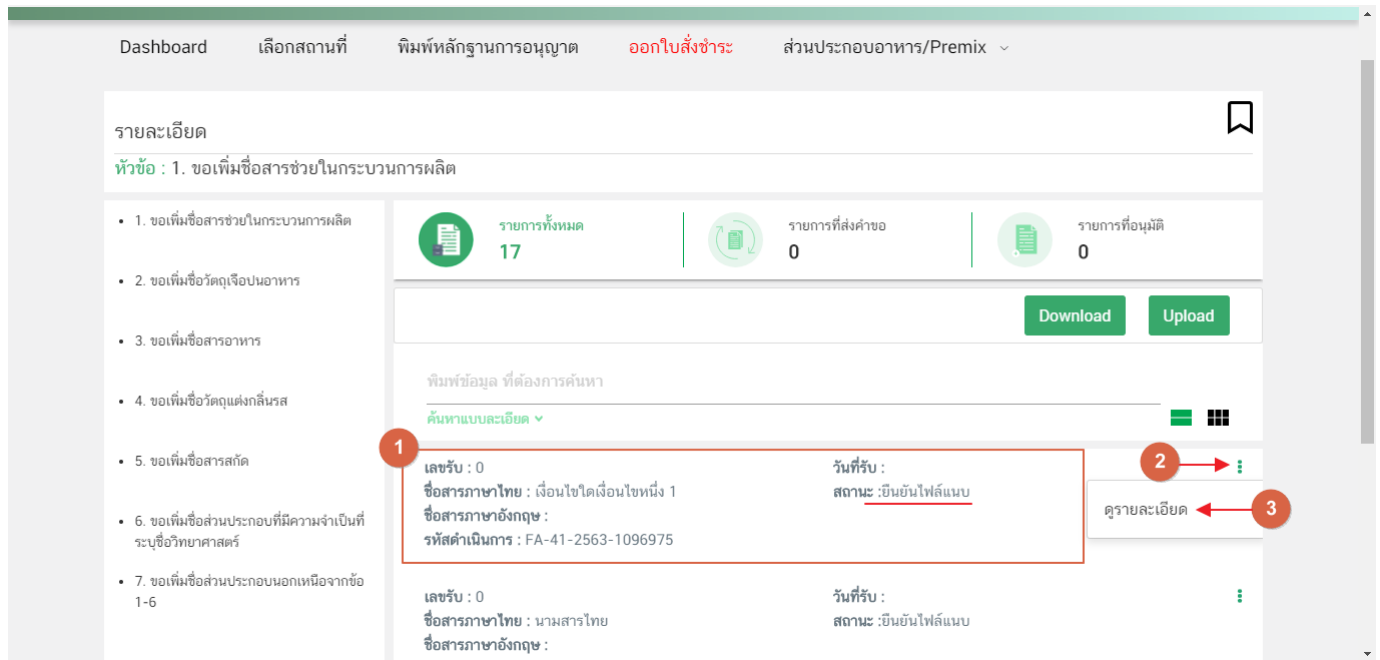 Dashboard เลือกสถานที่ พิมพ์หลักฐานการอนุญาต ออกใบสั่งชำระ ส่วนประกอบอาหาร/Premix
รายละเอียด
หัวข้อ : 1. ขอเพิ่มชื่อสารช่วยในกระบวนการผลิต
1. ขอเพิ่มชื่อสารช่วยในกระบวนการผลิต
2. ขอเพิ่มชื่อวัตถุเจือปนอาหาร
3. ขอเพิ่มชื่อสารอาหาร
4. ขอเพิ่มชื่อวัตถุแต่งกลิ่นรส
5. ขอเพิ่มชื่อสารสกัด
6. ขอเพิ่มชื่อส่วนประกอบที่มีความจำเป็นที่
ระบุชื่อวิทยาศาสตร์
7. ขอเพิ่มชื่อส่วนประกอบนอกเหนือจากข้อ
1-6
รายการทั้งหมด
17
รายการที่ส่งคำขอ
0
รายการที่อนุมัติ
0
Download Upload
พิมพ์ข้อมูล ที่ต้องการค้นหา
ค้นหาแบบละเอียด
1
เลขรับ : 0 วันที่รับ :
ชื่อสารภาษาไทย : เงื่อนไขใดเงื่อนไขหนึ่ง 1 สถานะ :ยืนยันไฟล์แนบ
ชื่อสารภาษาอังกฤษ :
รหัสดำเนินการ : FA-41-2563-1096975
2
ดูรายละเอียด 3
เลขรับ : 0 วันที่รับ :
ชื่อสารภาษาไทย : นามสารไทย สถานะ :ยืนยันไฟล์แนบ
ชื่อสารภาษาอังกฤษ :